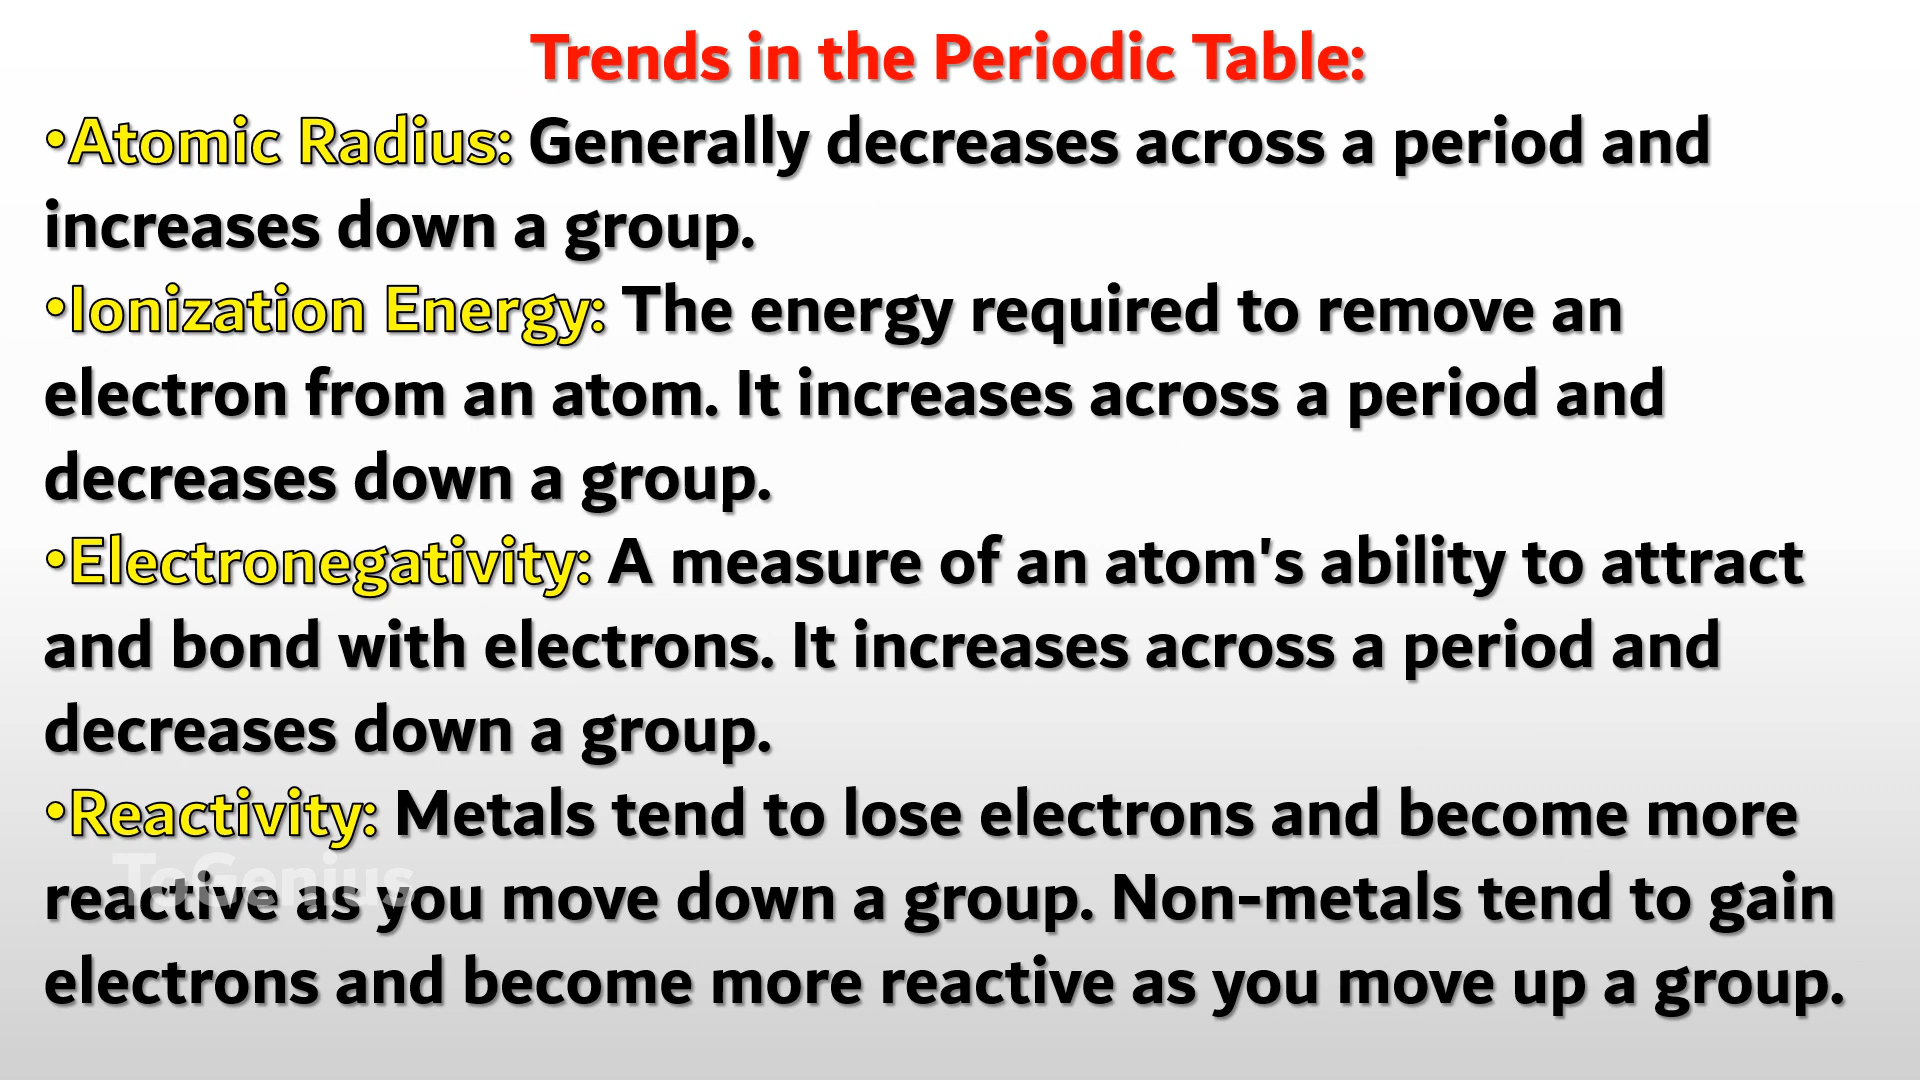 Trends in the Periodic Table:
•Atomic Radius: Generally decreases across a period and
increases down a group.
•Ionization Energy: The energy required to remove an
electron from an atom. It increases across a period and
decreases down a group.
•Electronegativity: A measure of an atom's ability to attract
and bond with electrons. It increases across a period and
decreases down a group.
•Reactivity: Metals tend to lose electrons and become more
ToGenius
reactive as you move down a group. Non-metals tend to gain
electrons and become more reactive as you move up a group.